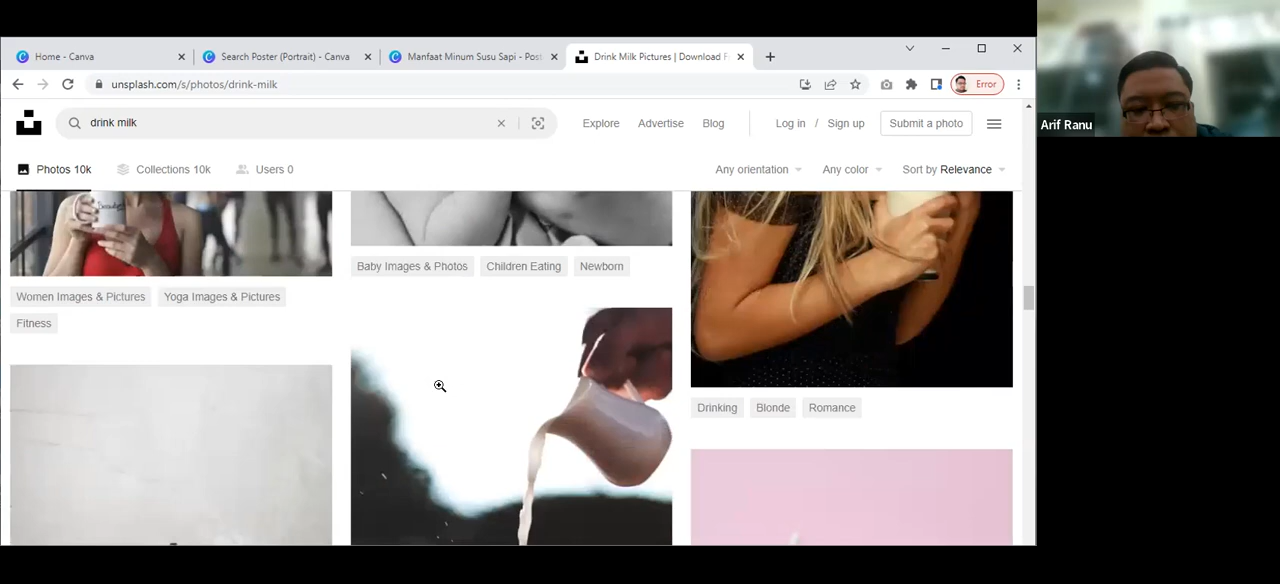 Home - Canva
Search Poster (Portrait) - Canva
Manfaat Minum Susu Sapi - Post
Drink Milk Pictures | Download F
unsplash.com/s/photos/drink-milk
Error
Arif Ranu
drink milk
Explore
Advertise
Blog
Log in / Sign up
Submit a photo
Photos 10k
Collections 10k
Users 0
Any orientation
Any color
Sort by Relevance
Baby Images & Photos
Children Eating
Newborn
Women Images & Pictures
Yoga Images & Pictures
Fitness
Drinking
Blonde
Romance